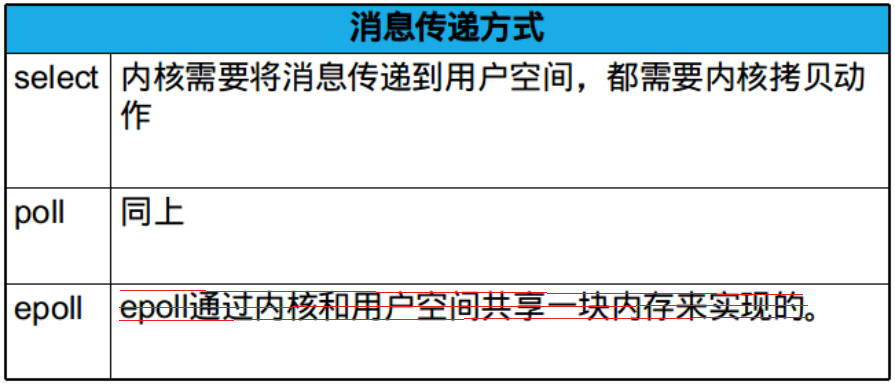 消息传递方式
select 内核需要将消息传递到用户空间，都需要内核拷贝动
作
poll 同上
epoll epoll通过内核和用户空间共享一块内存来实现的。